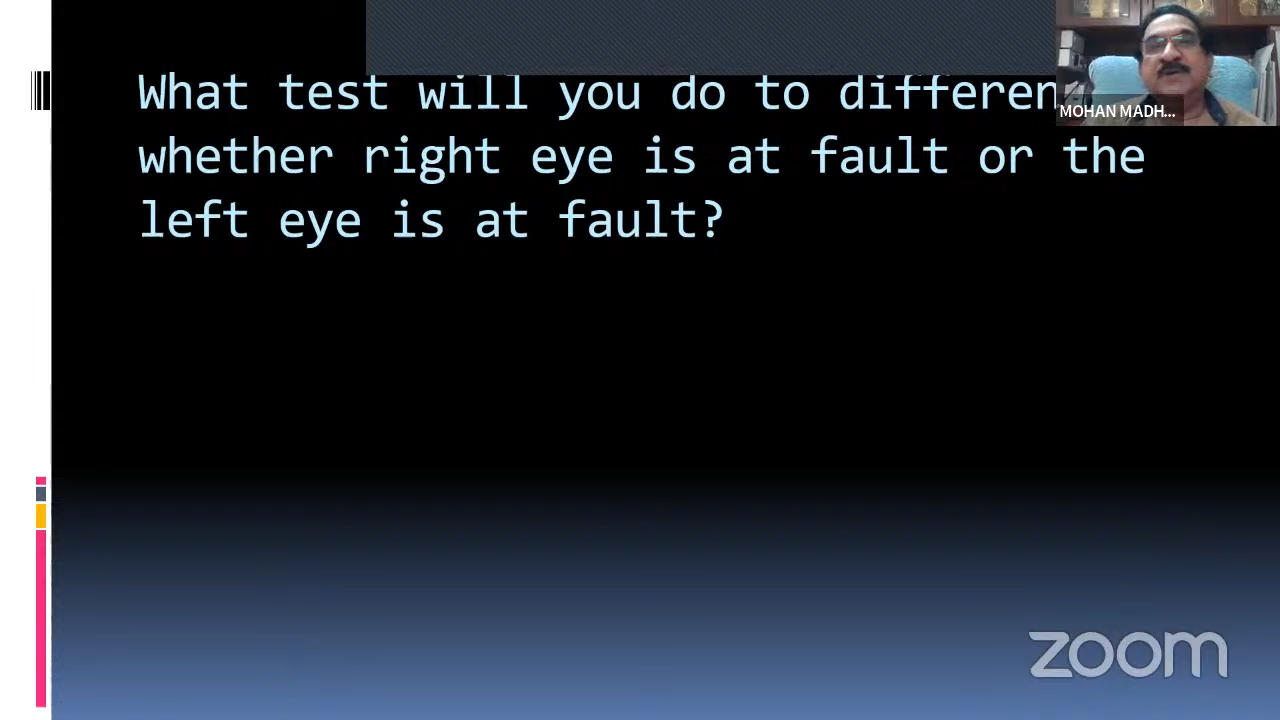 What test will you do to differen
whether right eye is at fault or the
left eye is at fault?
MOHAN MADH...
zoom